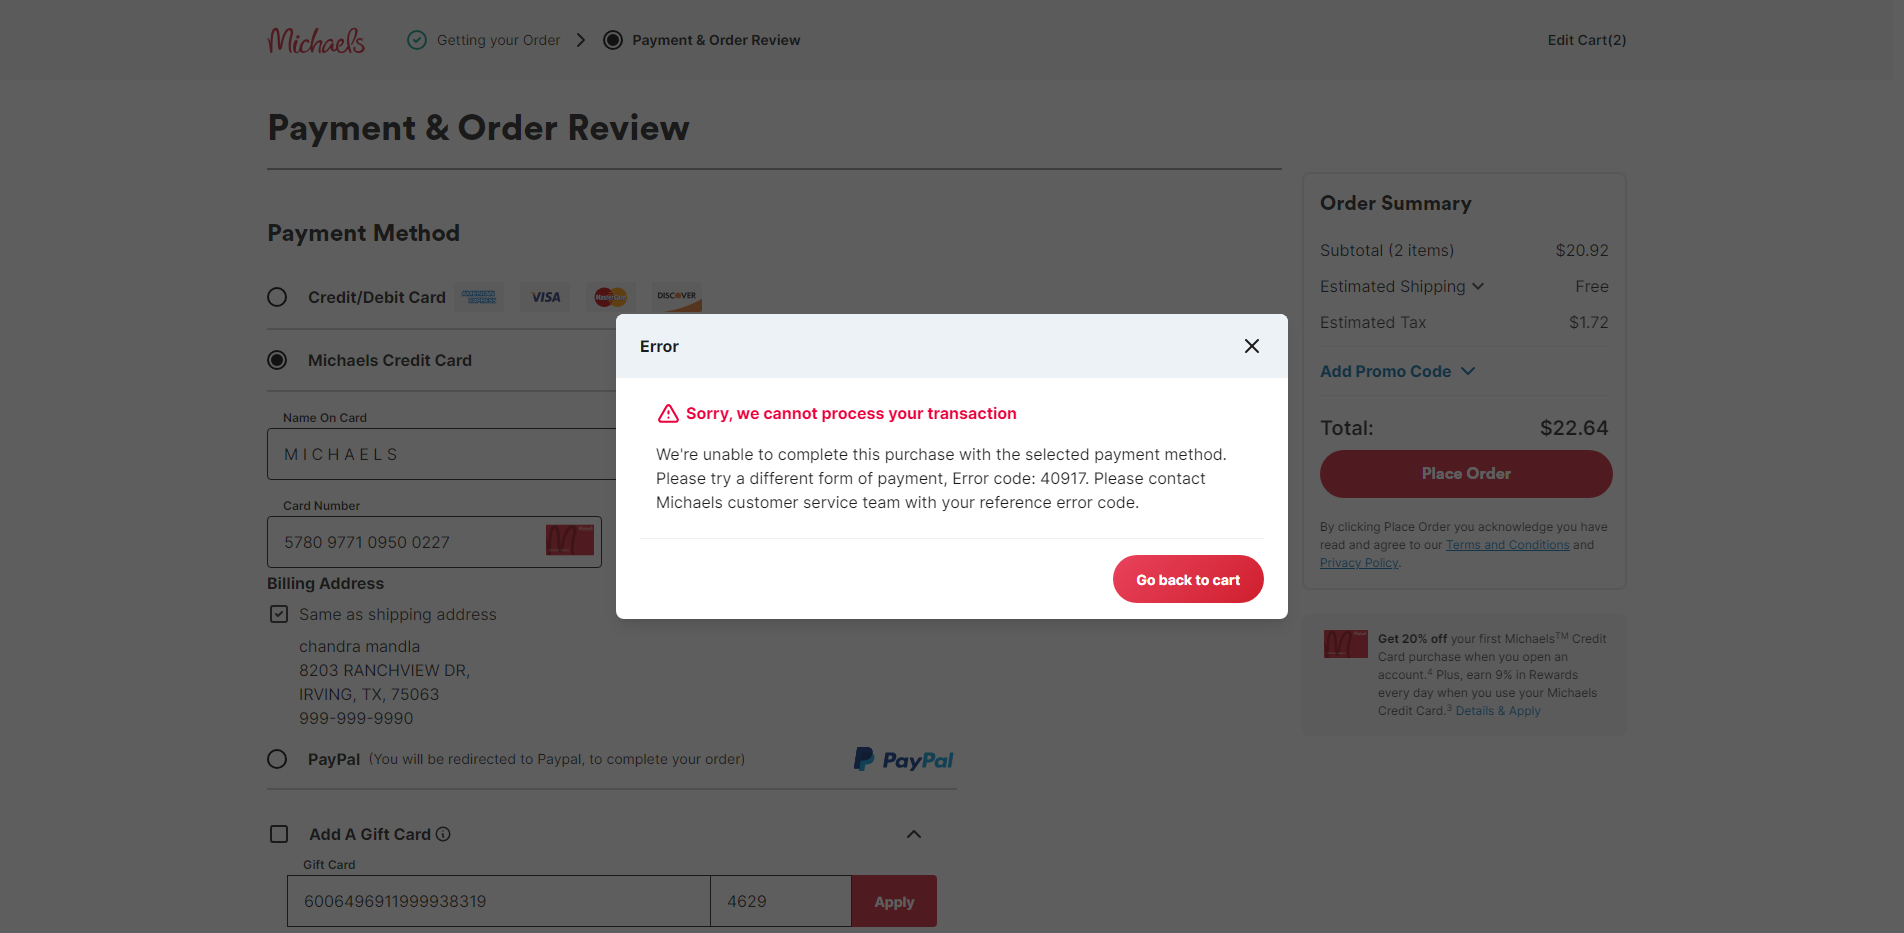 Michaels
Getting your Order
Payment & Order Review
Edit Cart(2)
Payment & Order Review
Payment Method
Credit/Debit Card
AMERICAN EXPRESS
VISA
MasterCard
DISCOVER
Michaels Credit Card
Name On Card
MICHAELS
Card Number
5780 9771 0950 0227
Billing Address
Same as shipping address
chandra mandla
8203 RANCHVIEW DR,
IRVING, TX, 75063
999-999-9990
PayPal (You will be redirected to Paypal, to complete your order)
PayPal
Add A Gift Card
Gift Card
6006496911999938319
4629
Apply
Error
Sorry, we cannot process your transaction
We're unable to complete this purchase with the selected payment method.
Please try a different form of payment, Error code: 40917. Please contact
Michaels customer service team with your reference error code.
Go back to cart
Order Summary
Subtotal (2 items) $20.92
Estimated Shipping Free
Estimated Tax $1.72
Add Promo Code
Total: $22.64
Place Order
By clicking Place Order you acknowledge you have
read and agree to our Terms and Conditions and
Privacy Policy.
Get 20% off your first Michaels™ Credit
Card purchase when you open an
account.⁴ Plus, earn 9% in Rewards
every day when you use your Michaels
Credit Card.³ Details & Apply